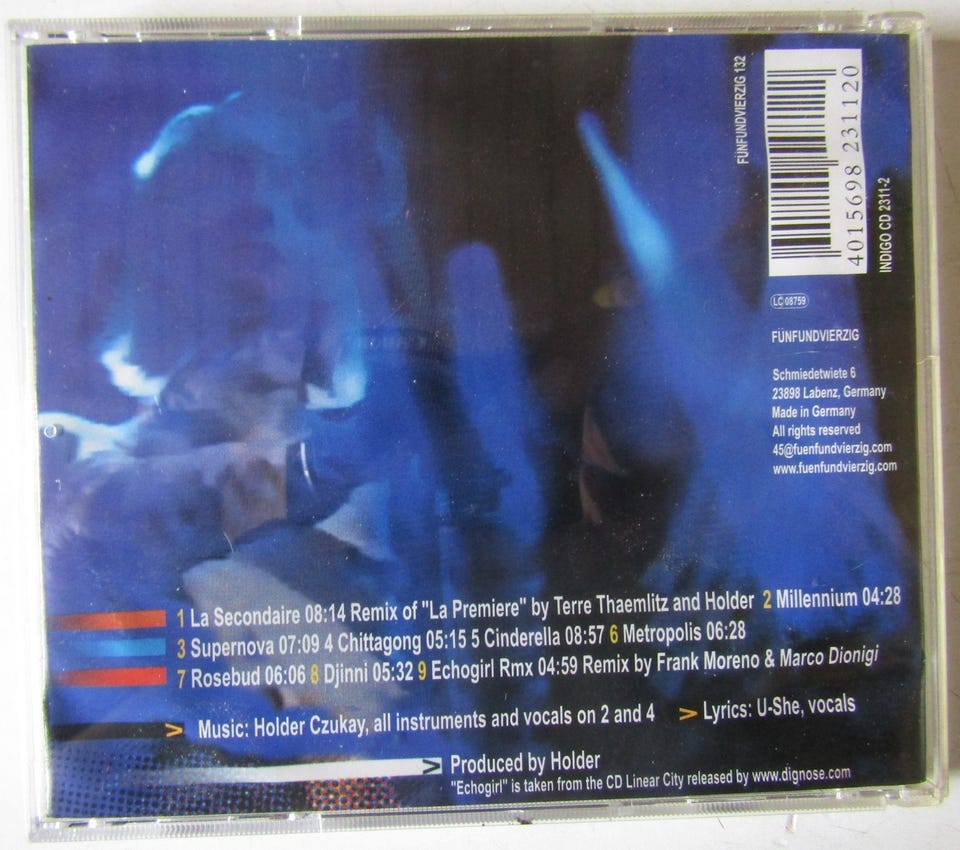 FÜNFUNDVIERZIG 132
4015698 231120
INDIGO CD 2311-2
LC 08759
FÜNFUNDVIERZIG
Schmiedetwiete 6
23898 Labenz, Germany
Made in Germany
All rights reserved
45@fuenfundvierzig.com
www.fuenfundvierzig.com
1 La Secondaire 08:14 Remix of "La Premiere" by Terre Thaemlitz and Holder 2 Millennium 04:28
3 Supernova 07:09 4 Chittagong 05:15 5 Cinderella 08:57 6 Metropolis 06:28
7 Rosebud 06:06 8 Djinni 05:32 9 Echogirl Rmx 04:59 Remix by Frank Moreno & Marco Dionigi
> Music: Holder Czukay, all instruments and vocals on 2 and 4 > Lyrics: U-She, vocals
> Produced by Holder
"Echogirl" is taken from the CD Linear City released by www.dignose.com